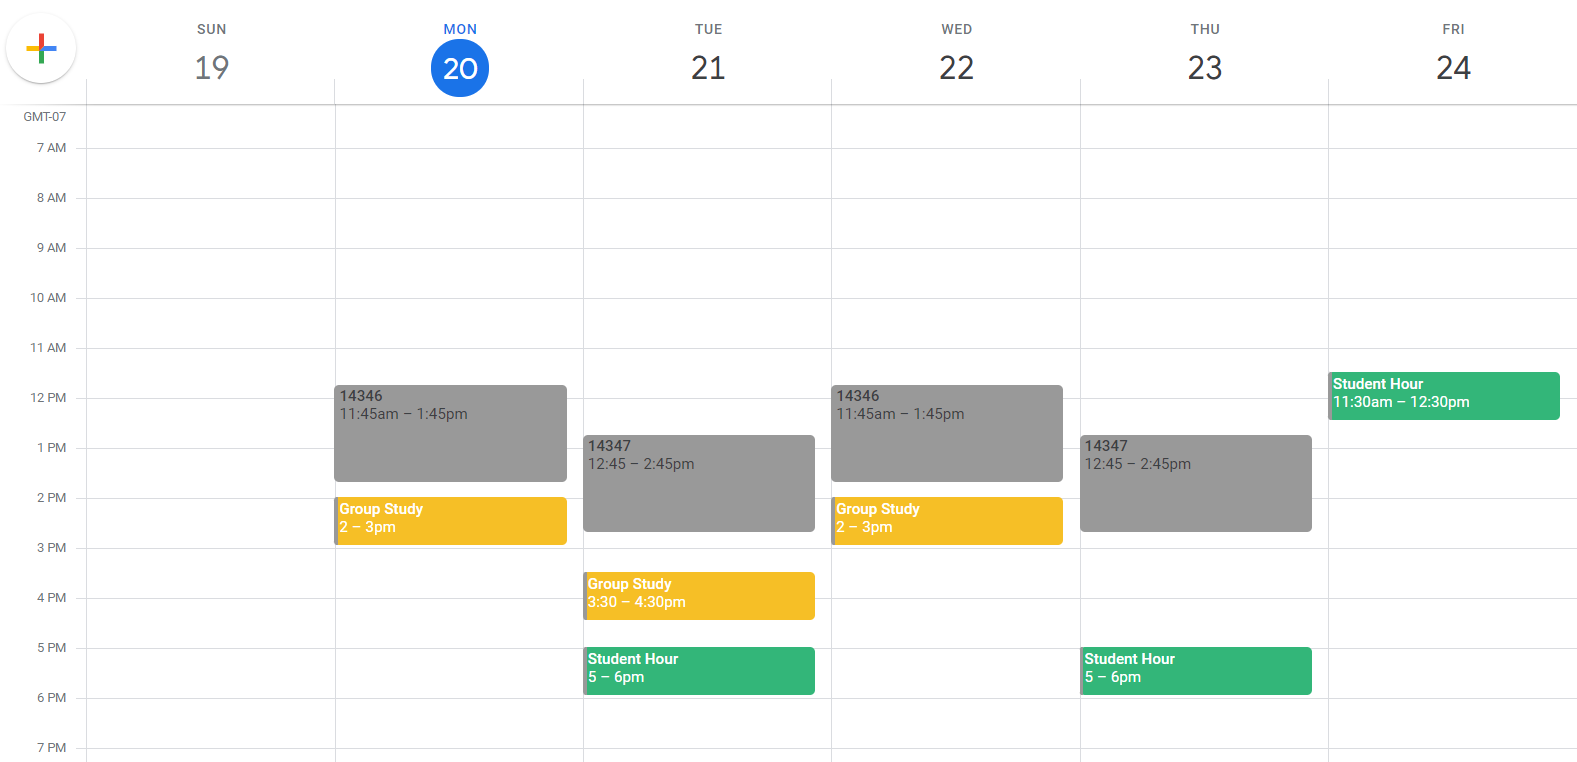 SUN
19
MON
20
TUE
21
WED
22
THU
23
FRI
24
GMT-07
7 AM
8 AM
9 AM
10 AM
11 AM
12 PM
1 PM
2 PM
3 PM
4 PM
5 PM
6 PM
7 PM
14346
11:45am – 1:45pm
Group Study
2 – 3pm
14347
12:45 – 2:45pm
Group Study
3:30 – 4:30pm
Student Hour
5 – 6pm
14346
11:45am – 1:45pm
Group Study
2 – 3pm
14347
12:45 – 2:45pm
Student Hour
5 – 6pm
Student Hour
11:30am – 12:30pm